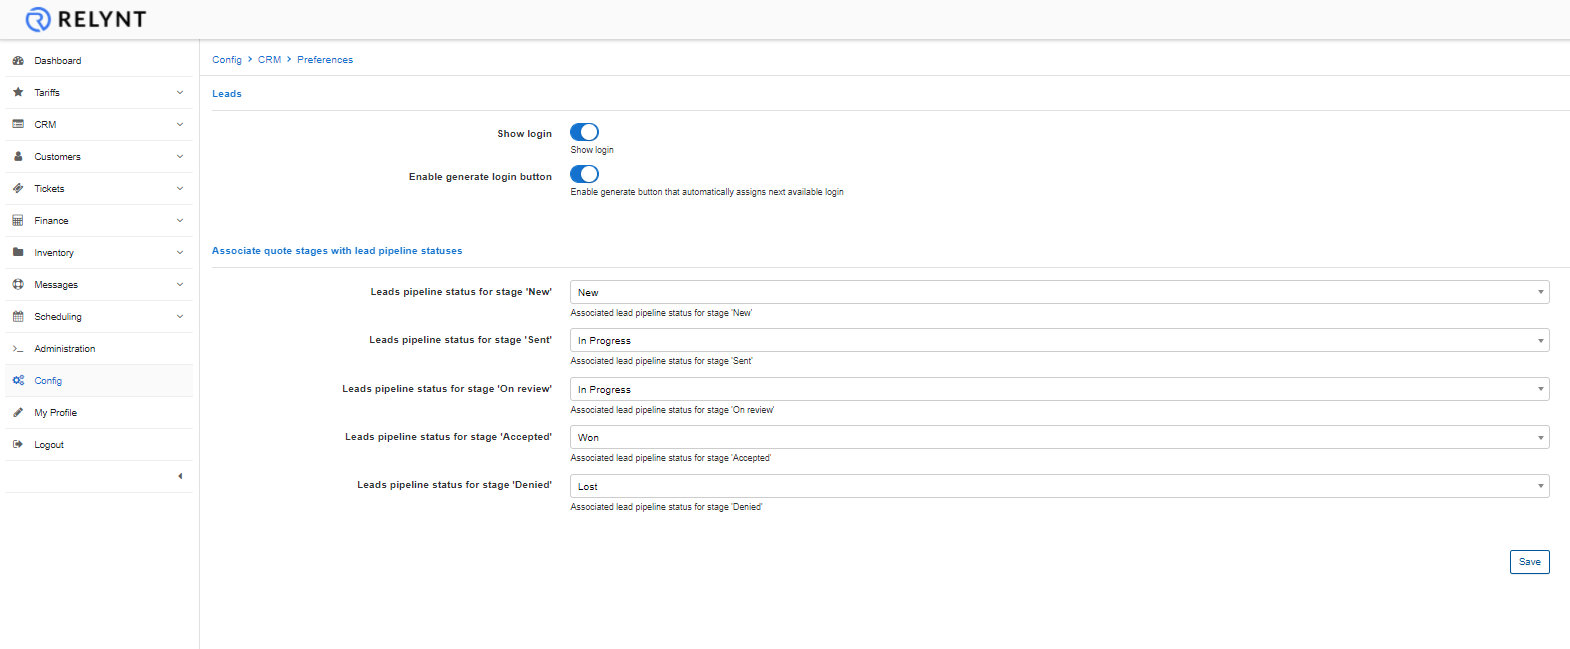 RELYNT
Dashboard
Tariffs
CRM
Customers
Tickets
Finance
Inventory
Messages
Scheduling
Administration
Config
My Profile
Logout
Config > CRM > Preferences
Leads
Show login
Show login
Enable generate login button
Enable generate button that automatically assigns next available login
Associate quote stages with lead pipeline statuses
Leads pipeline status for stage 'New'
New
Associated lead pipeline status for stage 'New'
Leads pipeline status for stage 'Sent'
In Progress
Associated lead pipeline status for stage 'Sent'
Leads pipeline status for stage 'On review'
In Progress
Associated lead pipeline status for stage 'On review'
Leads pipeline status for stage 'Accepted'
Won
Associated lead pipeline status for stage 'Accepted'
Leads pipeline status for stage 'Denied'
Lost
Associated lead pipeline status for stage 'Denied'
Save